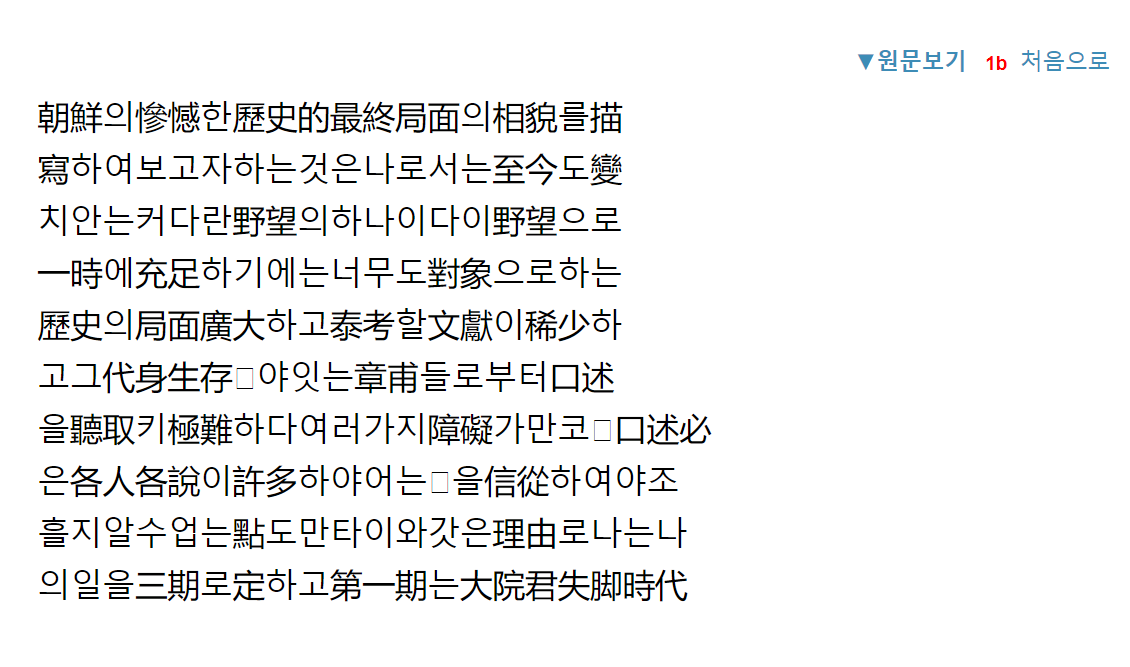 ▼원문보기 1b 처음으로
朝鮮의慘憾한歷史的最終局面의相貌를描
寫하여보고자하는것은나로서는至今도變
치안는커다란野望의하나이다이野望으로
一時에充足하기에는너무도對象으로하는
歷史의局面廣大하고泰考할文獻이稀少하
고그代身生存□야잇는章甫들로부터口述
을聽取키極難하다여러가지障礙가만코□口述必
은各人各說이許多하야어는□을信從하여야조
흘지알수업는點도만타이와갓은理由로나는나
의일을三期로定하고第一期는大院君失脚時代